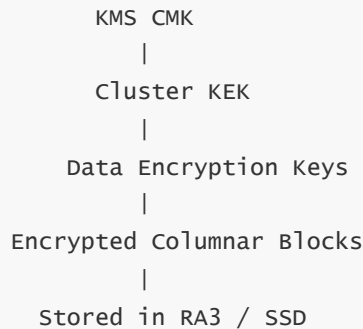 KMS CMK
|
Cluster KEK
|
Data Encryption Keys
|
Encrypted Columnar Blocks
|
Stored in RA3 / SSD